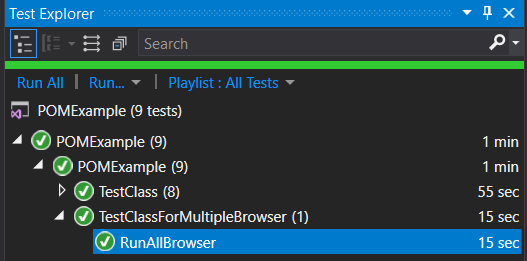 Test Explorer
Search
Run All | Run... | Playlist : All Tests
POMExample (9 tests)
POMExample (9) 1 min
POMExample (9) 1 min
TestClass (8) 55 sec
TestClassForMultipleBrowser (1) 15 sec
RunAllBrowser 15 sec